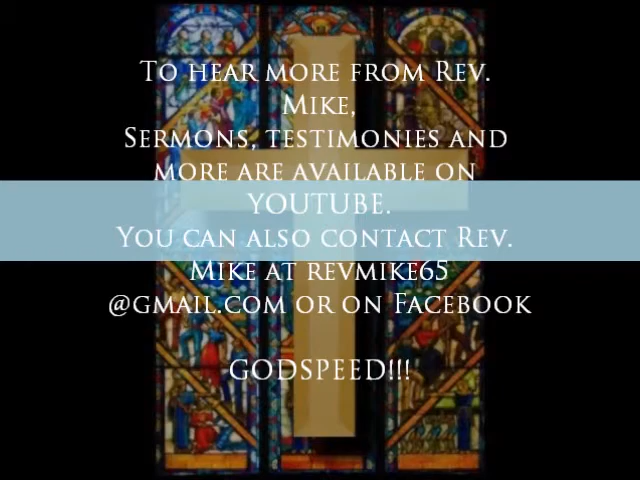 To hear more from Rev.
Mike,
Sermons, testimonies and
more are available on
YOUTUBE.
You can also contact Rev.
Mike at revmike65
@gmail.com or on Facebook
GODSPEED!!!